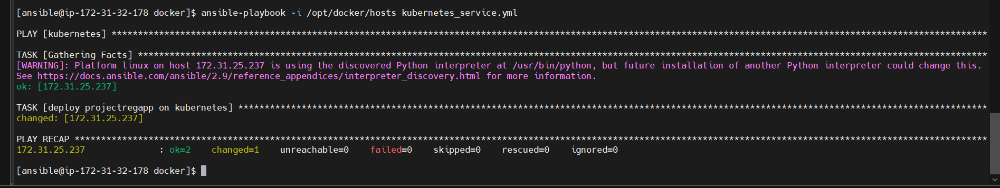 [ansible@ip-172-31-32-178 docker]$ ansible-playbook -i /opt/docker/hosts kubernetes_service.yml
PLAY [kubernetes] **********************************************************************************************************************************************************************
TASK [Gathering Facts] *****************************************************************************************************************************************************************
[WARNING]: Platform linux on host 172.31.25.237 is using the discovered Python interpreter at /usr/bin/python, but future installation of another Python interpreter could change this.
See https://docs.ansible.com/ansible/2.9/reference_appendices/interpreter_discovery.html for more information.
ok: [172.31.25.237]
TASK [deploy projectregapp on kubernetes] **********************************************************************************************************************************************
changed: [172.31.25.237]
PLAY RECAP *****************************************************************************************************************************************************************************
172.31.25.237              : ok=2    changed=1    unreachable=0    failed=0    skipped=0    rescued=0    ignored=0
[ansible@ip-172-31-32-178 docker]$